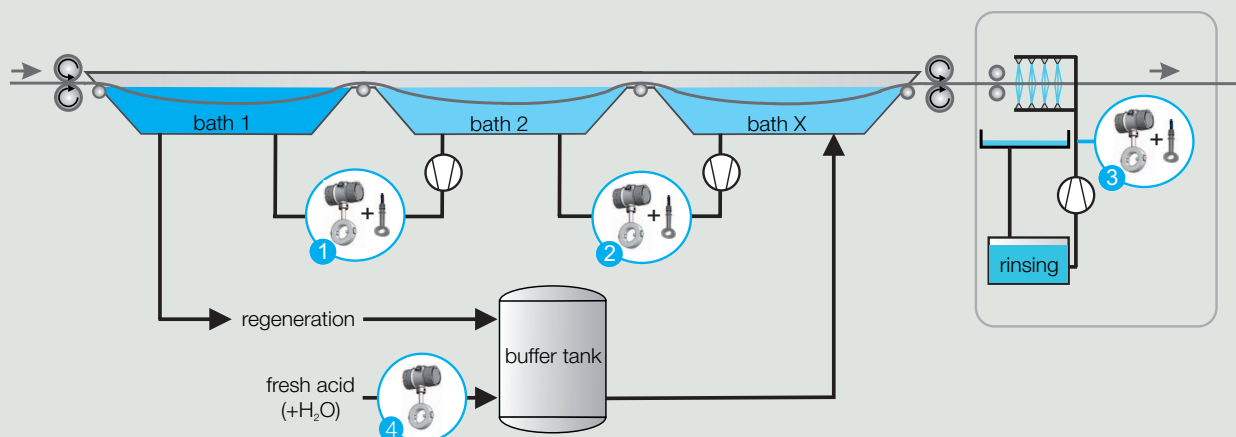 bath 1
bath 2
bath X
1
+
2
+
3
+
rinsing
regeneration
buffer tank
fresh acid
(+H₂O)
4